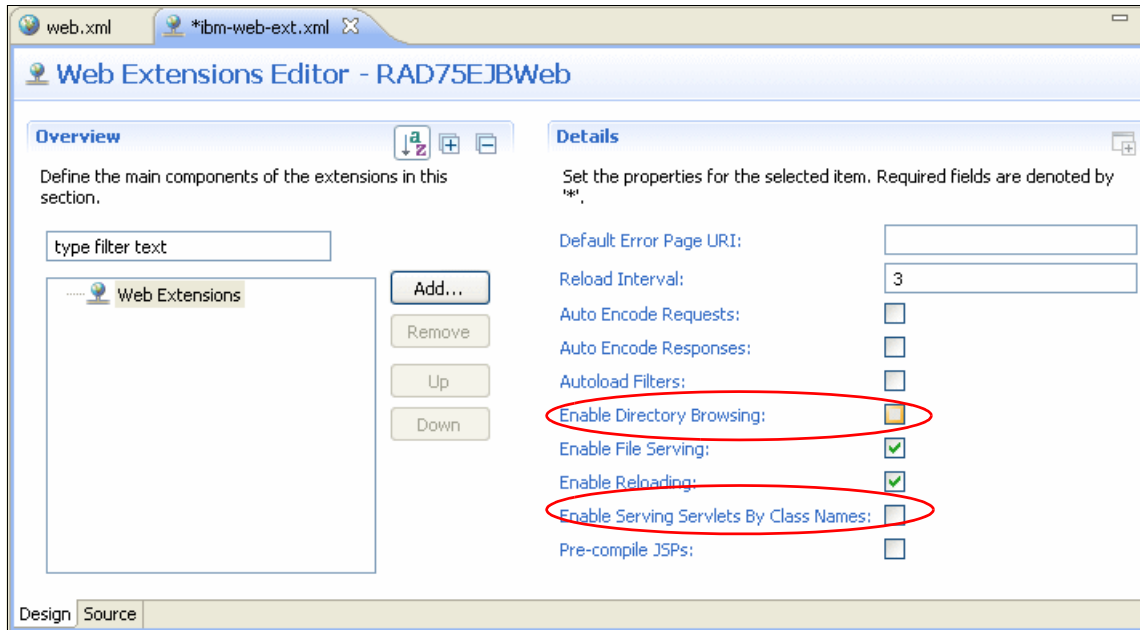 web.xml
*ibm-web-ext.xml
Web Extensions Editor - RAD75EJBWeb
Overview
Define the main components of the extensions in this
section.
type filter text
Web Extensions
Add...
Remove
Up
Down
Details
Set the properties for the selected item. Required fields are denoted by
'*'.
Default Error Page URI:
Reload Interval: 3
Auto Encode Requests:
Auto Encode Responses:
Autoload Filters:
Enable Directory Browsing:
Enable File Serving:
Enable Reloading:
Enable Serving Servlets By Class Names:
Pre-compile JSPs:
Design Source